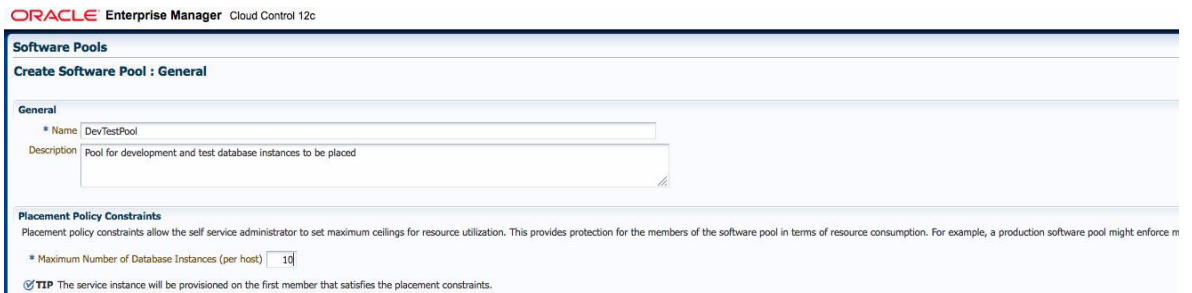 ORACLE Enterprise Manager Cloud Control 12c
Software Pools
Create Software Pool : General
General
* Name DevTestPool
Description Pool for development and test database instances to be placed
Placement Policy Constraints
Placement policy constraints allow the self service administrator to set maximum ceilings for resource utilization. This provides protection for the members of the software pool in terms of resource consumption. For example, a production software pool might enforce m
* Maximum Number of Database Instances (per host) 10
TIP The service instance will be provisioned on the first member that satisfies the placement constraints.